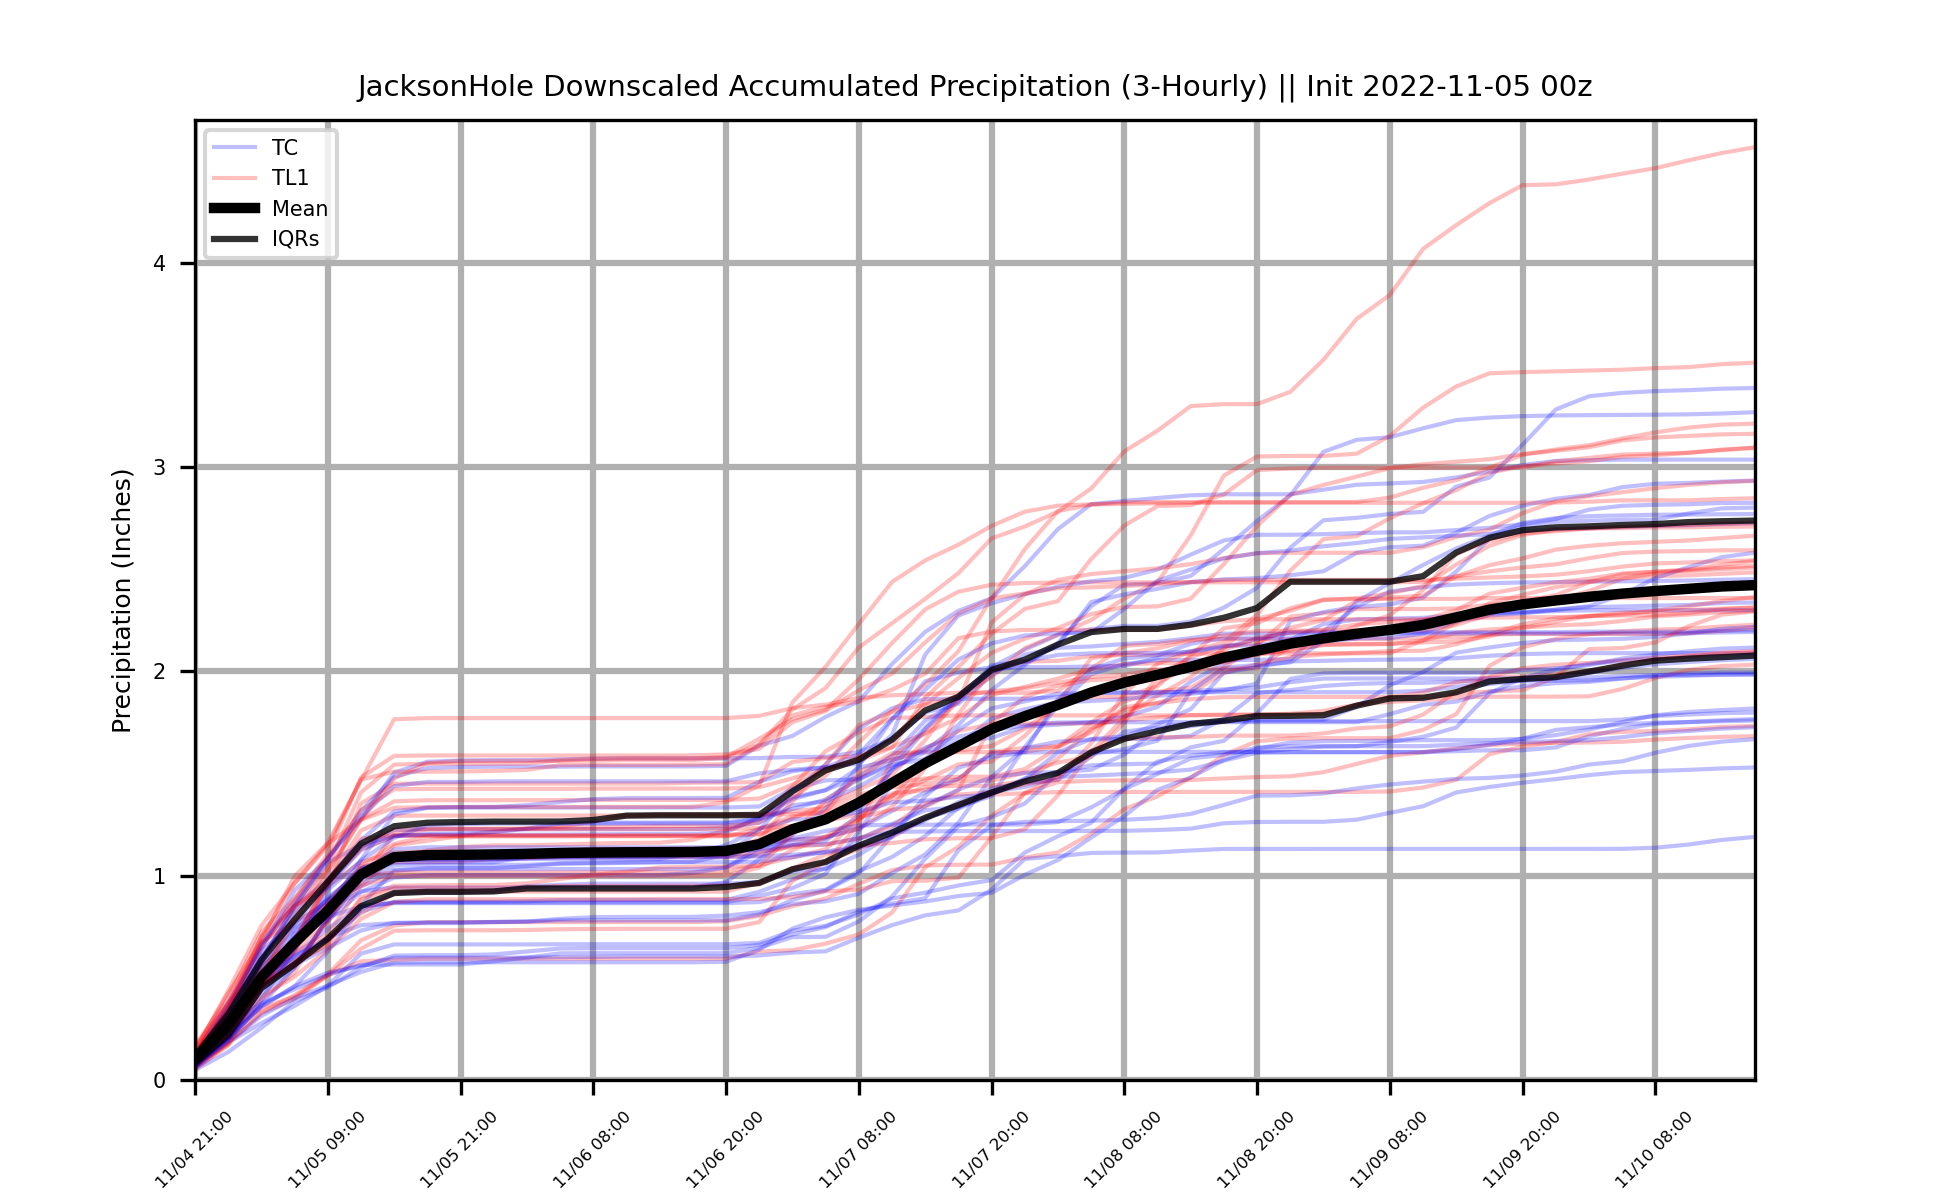 JacksonHole Downscaled Accumulated Precipitation (3-Hourly) || Init 2022-11-05 00z
TC
TL1
Mean
IQRs
Precipitation (Inches)
4
3
2
1
0
11/04 21:00
11/05 09:00
11/05 21:00
11/06 08:00
11/06 20:00
11/07 08:00
11/07 20:00
11/08 08:00
11/08 20:00
11/09 08:00
11/09 20:00
11/10 08:00